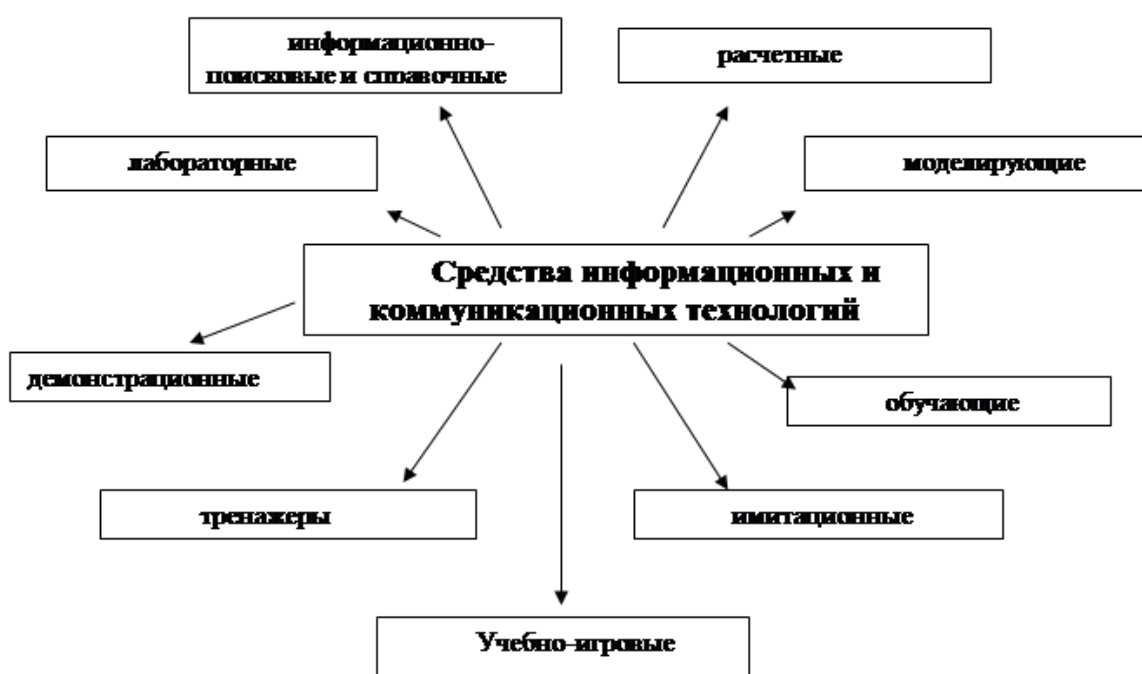 информационно-
поисковые и справочные
расчетные
лабораторные
моделирующие
Средства информационных и
коммуникационных технологий
демонстрационные
обучающие
тренажеры
имитационные
Учебно-игровые